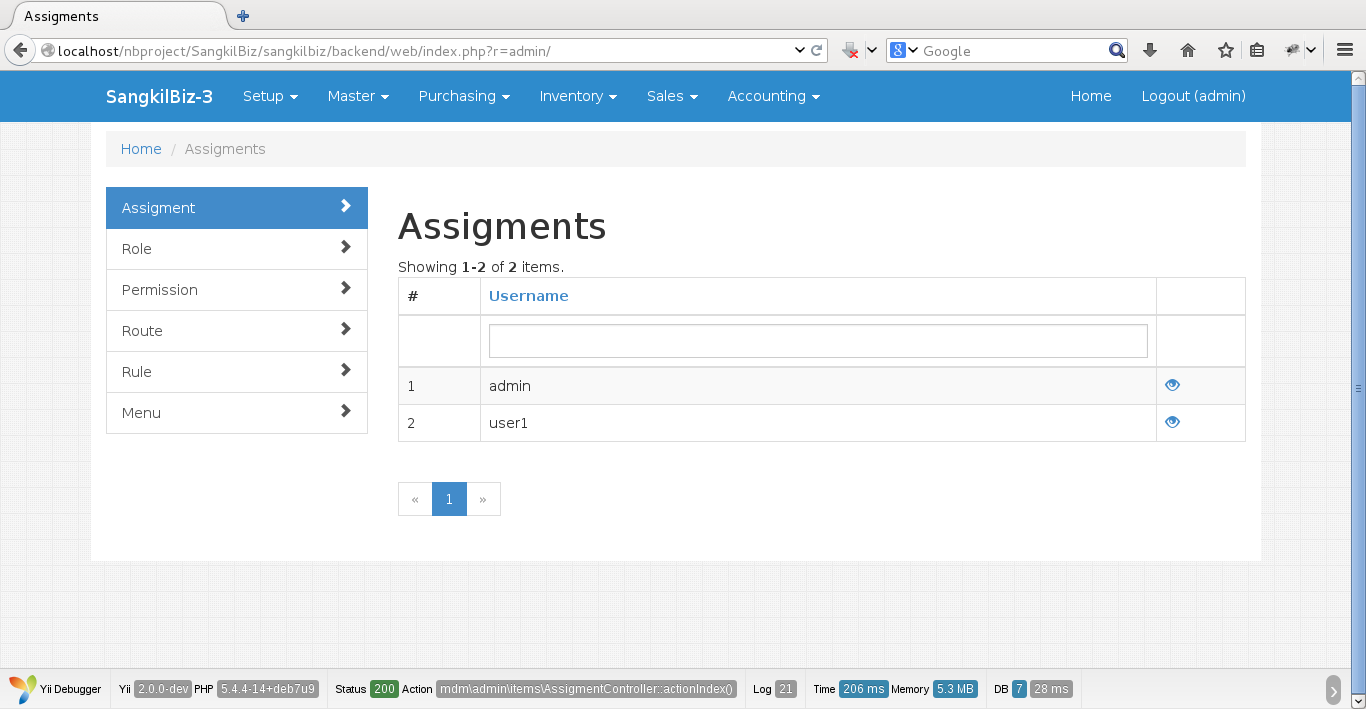 Assigments
localhost/nbproject/SangkilBiz/sangkilbiz/backend/web/index.php?r=admin/
8 Google
SangkilBiz-3 Setup Master Purchasing Inventory Sales Accounting Home Logout (admin)
Home / Assigments
Assigment
Role
Permission
Route
Rule
Menu
Assigments
Showing 1-2 of 2 items.
# Username
1 admin
2 user1
« 1 »
Yii Debugger Yii 2.0.0-dev PHP 5.4.4-14+deb7u9 Status 200 Action mdm\admin\items\AssigmentController::actionIndex() Log 21 Time 206 ms Memory 5.3 MB DB 7 28 ms ›